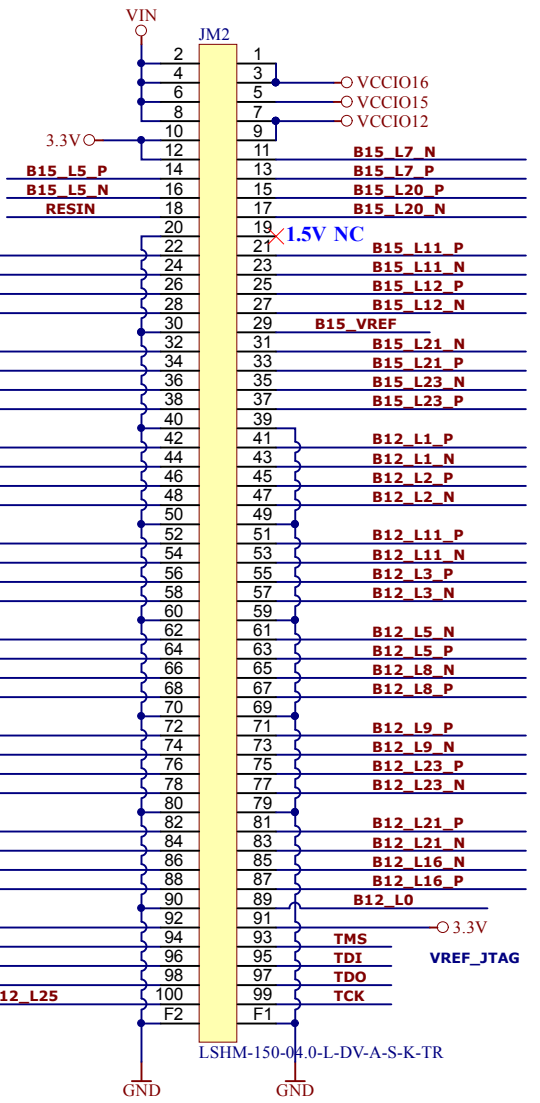 VIN
JM2
2 1
4 3 VCCIO16
6 5 VCCIO15
8 7 VCCIO12
3.3V 10 9
12 11 B15_L7_N
B15_L5_P 14 13 B15_L7_P
B15_L5_N 16 15 B15_L20_P
RESIN 18 17 B15_L20_N
20 19 1.5V NC
22 21 B15_L11_P
24 23 B15_L11_N
26 25 B15_L12_P
28 27 B15_L12_N
30 29 B15_VREF
32 31 B15_L21_N
34 33 B15_L21_P
36 35 B15_L23_N
38 37 B15_L23_P
40 39
42 41 B12_L1_P
44 43 B12_L1_N
46 45 B12_L2_P
48 47 B12_L2_N
50 49
52 51 B12_L11_P
54 53 B12_L11_N
56 55 B12_L3_P
58 57 B12_L3_N
60 59
62 61 B12_L5_N
64 63 B12_L5_P
66 65 B12_L8_N
68 67 B12_L8_P
70 69
72 71 B12_L9_P
74 73 B12_L9_N
76 75 B12_L23_P
78 77 B12_L23_N
80 79
82 81 B12_L21_P
84 83 B12_L21_N
86 85 B12_L16_N
88 87 B12_L16_P
90 89 B12_L0
92 91 3.3V
94 93 TMS
96 95 TDI VREF_JTAG
98 97 TDO
12_L25 100 99 TCK
F2 F1
LSHM-150-04.0-L-DV-A-S-K-TR
GND GND